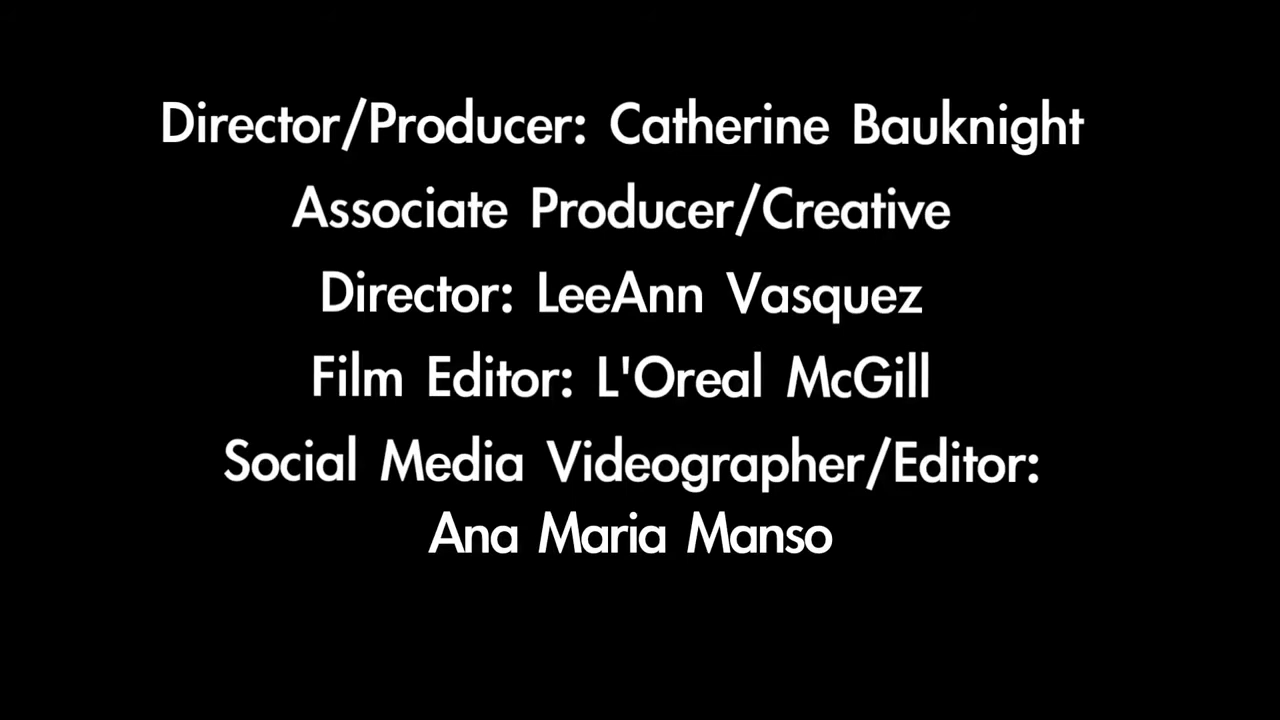 Director/Producer: Catherine Bauknight
Associate Producer/Creative
Director: LeeAnn Vasquez
Film Editor: L'Oreal McGill
Social Media Videographer/Editor:
Ana Maria Manso